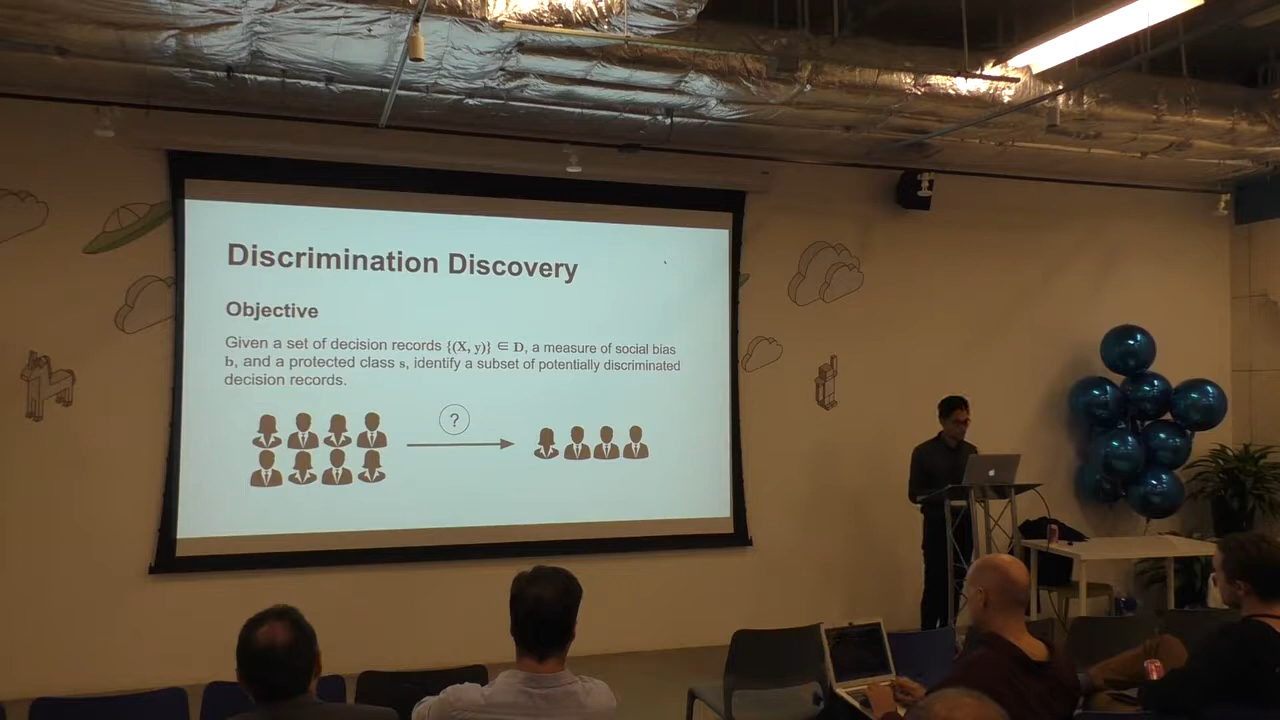 Discrimination Discovery
Objective
Given a set of decision records {(X, y)} ∈ D, a measure of social bias
b, and a protected class s, identify a subset of potentially discriminated
decision records.
?